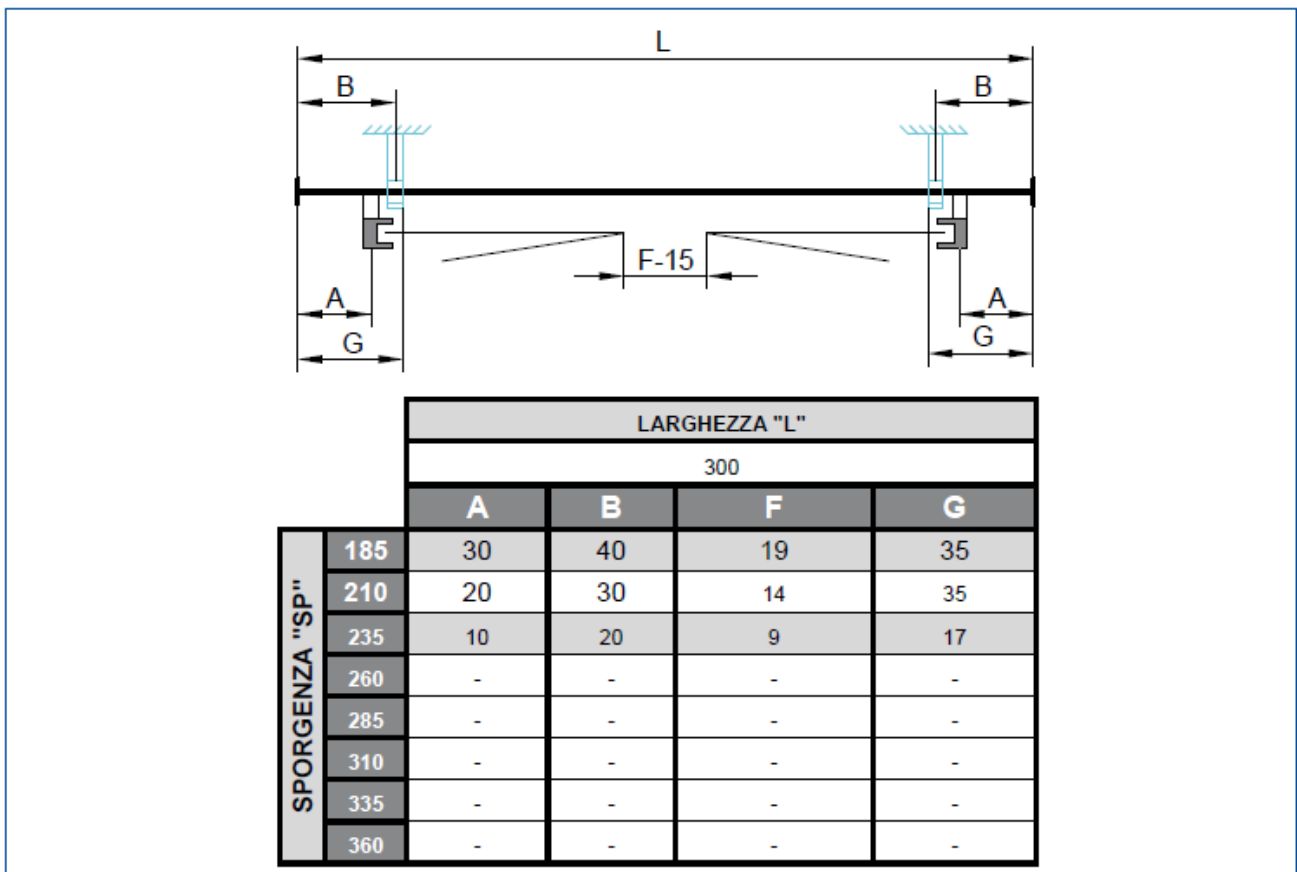 L
B B
F-15
A A
G G
LARGHEZZA "L"
300
A B F G
SPORGENZA "SP"
185 30 40 19 35
210 20 30 14 35
235 10 20 9 17
260 - - - -
285 - - - -
310 - - - -
335 - - - -
360 - - - -